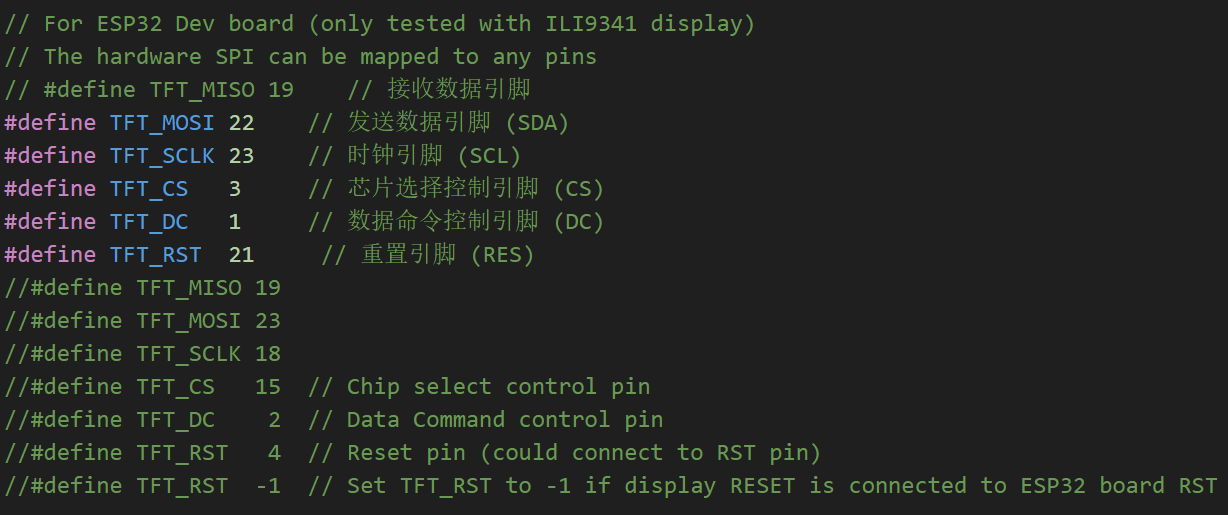 // For ESP32 Dev board (only tested with ILI9341 display)
// The hardware SPI can be mapped to any pins
// #define TFT_MISO 19    // 接收数据引脚
#define TFT_MOSI 22    // 发送数据引脚 (SDA)
#define TFT_SCLK 23    // 时钟引脚 (SCL)
#define TFT_CS   3     // 芯片选择控制引脚 (CS)
#define TFT_DC   1     // 数据命令控制引脚 (DC)
#define TFT_RST  21     // 重置引脚 (RES)
//#define TFT_MISO 19
//#define TFT_MOSI 23
//#define TFT_SCLK 18
//#define TFT_CS   15  // Chip select control pin
//#define TFT_DC    2  // Data Command control pin
//#define TFT_RST   4  // Reset pin (could connect to RST pin)
//#define TFT_RST  -1  // Set TFT_RST to -1 if display RESET is connected to ESP32 board RST